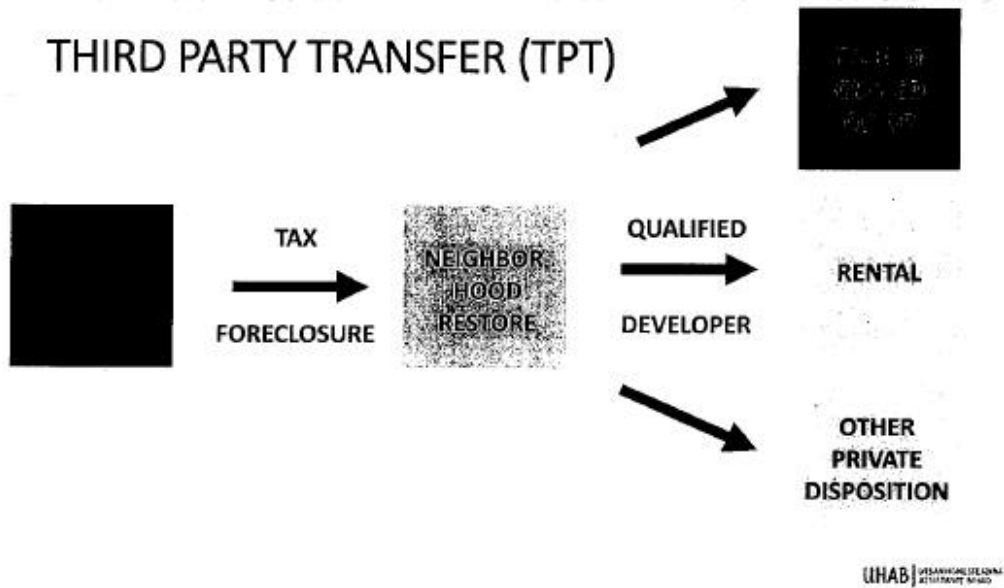 THIRD PARTY TRANSFER (TPT)
TAX
FORECLOSURE
NEIGHBOR
HOOD
RESTORE
QUALIFIED
DEVELOPER
RENTAL
OTHER
PRIVATE
DISPOSITION
UHAB